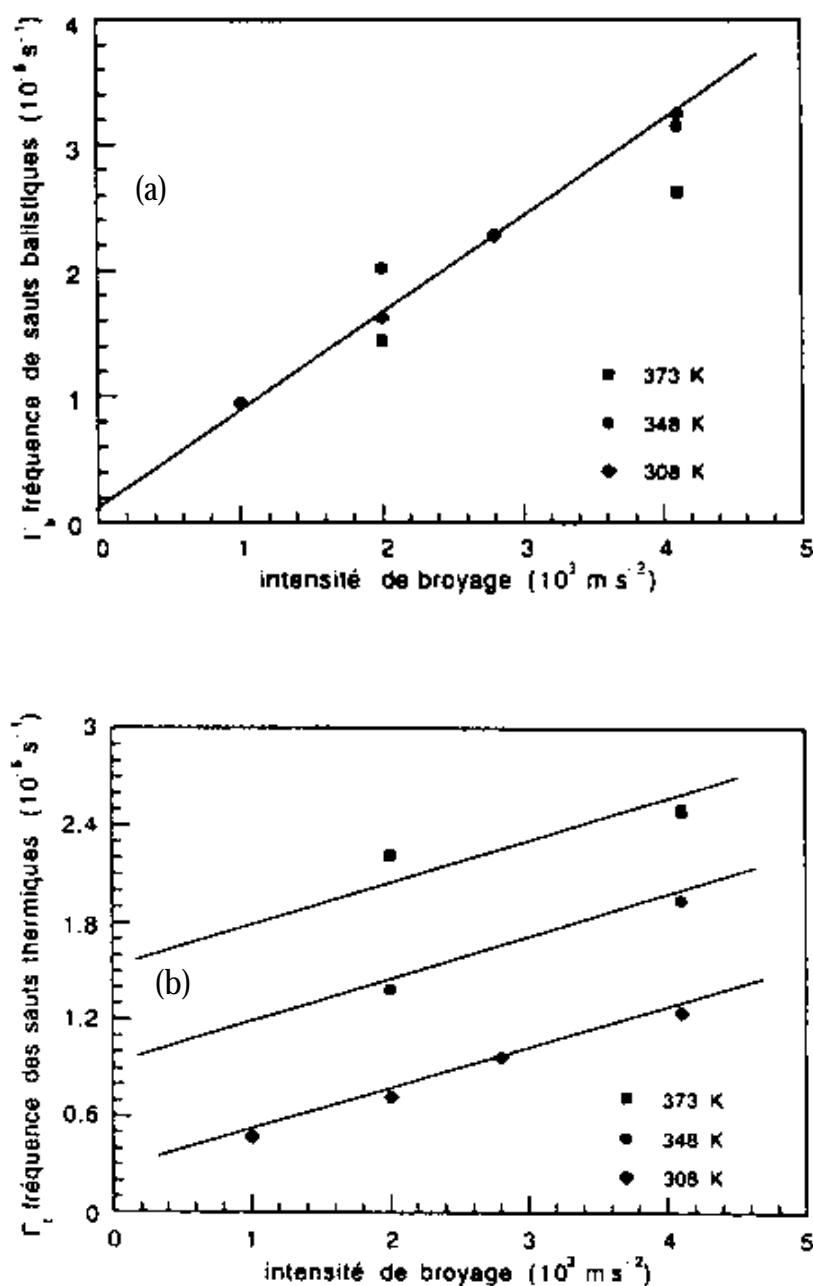 4
3
2
1
0
Γb fréquence de sauts balistiques (10⁻⁵ s⁻¹)
(a)
373 K
348 K
308 K
0 1 2 3 4 5
intensité de broyage (10³ m s⁻²)
3
2.4
1.8
1.2
0.6
0
Γt fréquence des sauts thermiques (10⁻⁵ s⁻¹)
(b)
373 K
348 K
308 K
0 1 2 3 4 5
intensité de broyage (10³ m s⁻²)